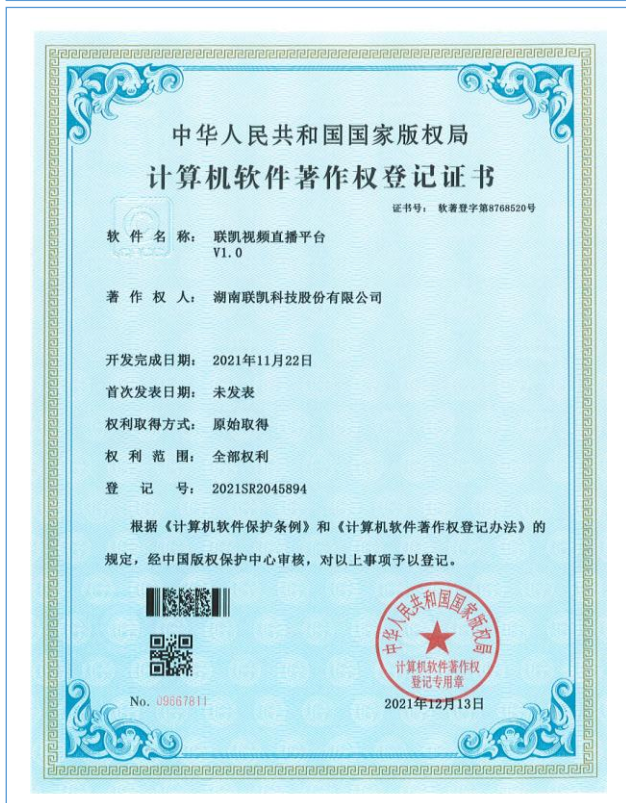 中华人民共和国国家版权局
计算机软件著作权登记证书
证书号： 软著登字第8768520号
软件名称： 联凯视频直播平台
V1.0
著作权人： 湖南联凯科技股份有限公司
开发完成日期： 2021年11月22日
首次发表日期： 未发表
权利取得方式： 原始取得
权利范围： 全部权利
登记号： 2021SR2045894
根据《计算机软件保护条例》和《计算机软件著作权登记办法》的
规定，经中国版权保护中心审核，对以上事项予以登记。
中华人民共和国国家版权局
计算机软件著作权
登记专用章
No. 09667811
2021年12月13日